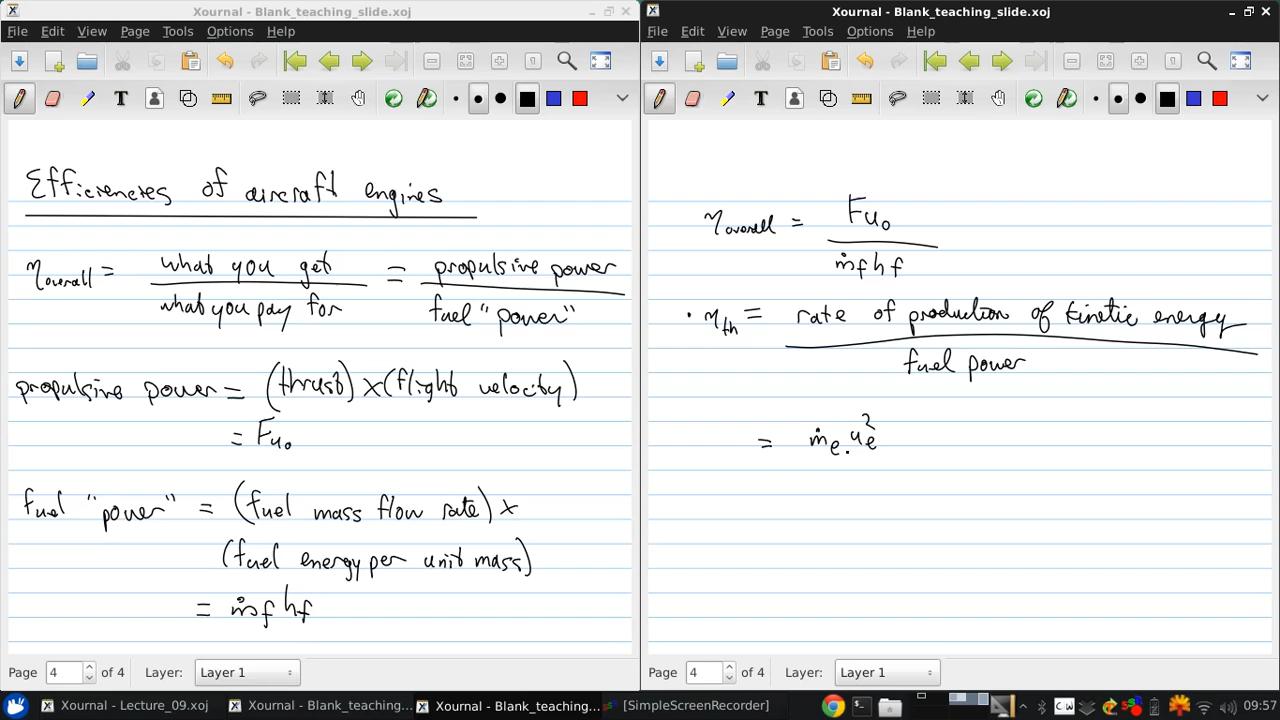 Xournal - Blank_teaching_slide.xoj
File Edit View Page Tools Options Help
Efficiencies of aircraft engines
η overall = what you get / what you pay for = propulsive power / fuel "power"
propulsive power = (thrust) × (flight velocity)
= Fu₀
fuel "power" = (fuel mass flow rate) ×
(fuel energy per unit mass)
= ṁf hf
Page 4 of 4 Layer: Layer 1
Xournal - Blank_teaching_slide.xoj
File Edit View Page Tools Options Help
η overall = Fu₀ / ṁf hf
• η th = rate of production of kinetic energy / fuel power
= ṁe . ue²
Page 4 of 4 Layer: Layer 1
Xournal - Lecture_09.xoj Xournal - Blank_teaching... Xournal - Blank_teaching... [SimpleScreenRecorder] 09:57